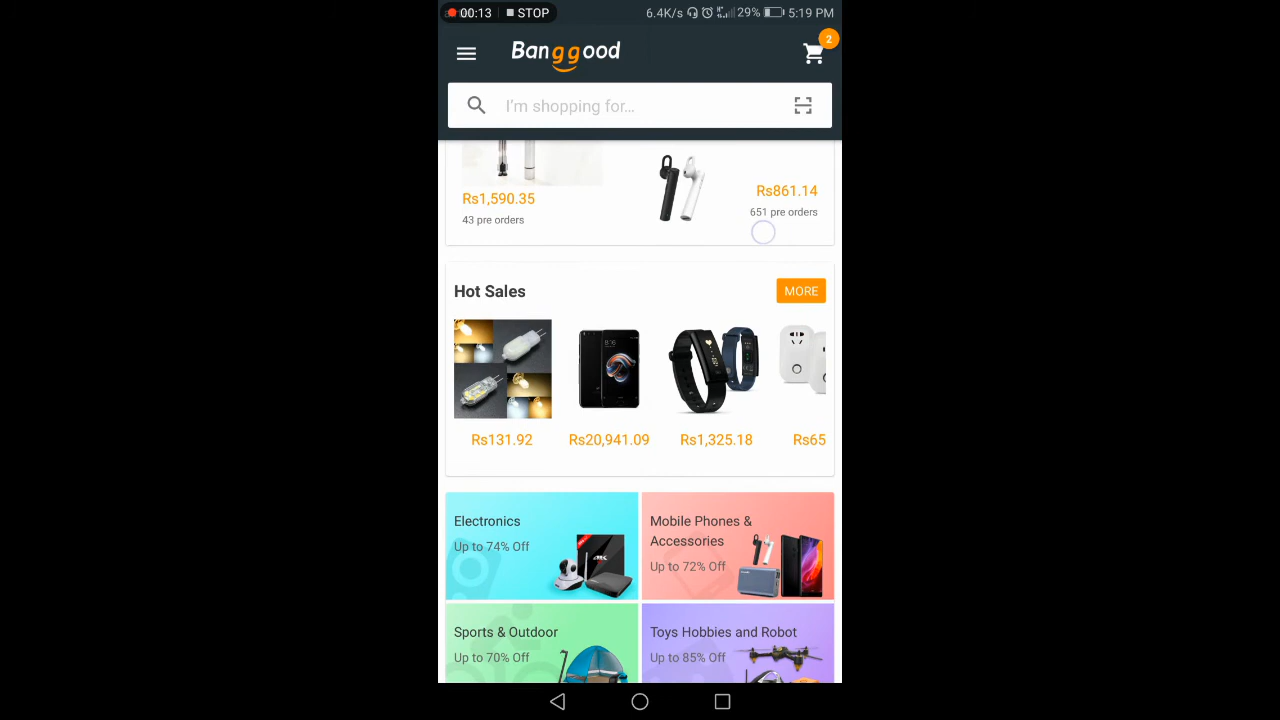 00:13 STOP 6.4K/s 29% 5:19 PM
Banggood 2
I'm shopping for...
Rs1,590.35 Rs861.14
43 pre orders 651 pre orders
Hot Sales MORE
Rs131.92 Rs20,941.09 Rs1,325.18 Rs65
Electronics
Up to 74% Off
Mobile Phones &
Accessories
Up to 72% Off
Sports & Outdoor
Up to 70% Off
Toys Hobbies and Robot
Up to 85% Off